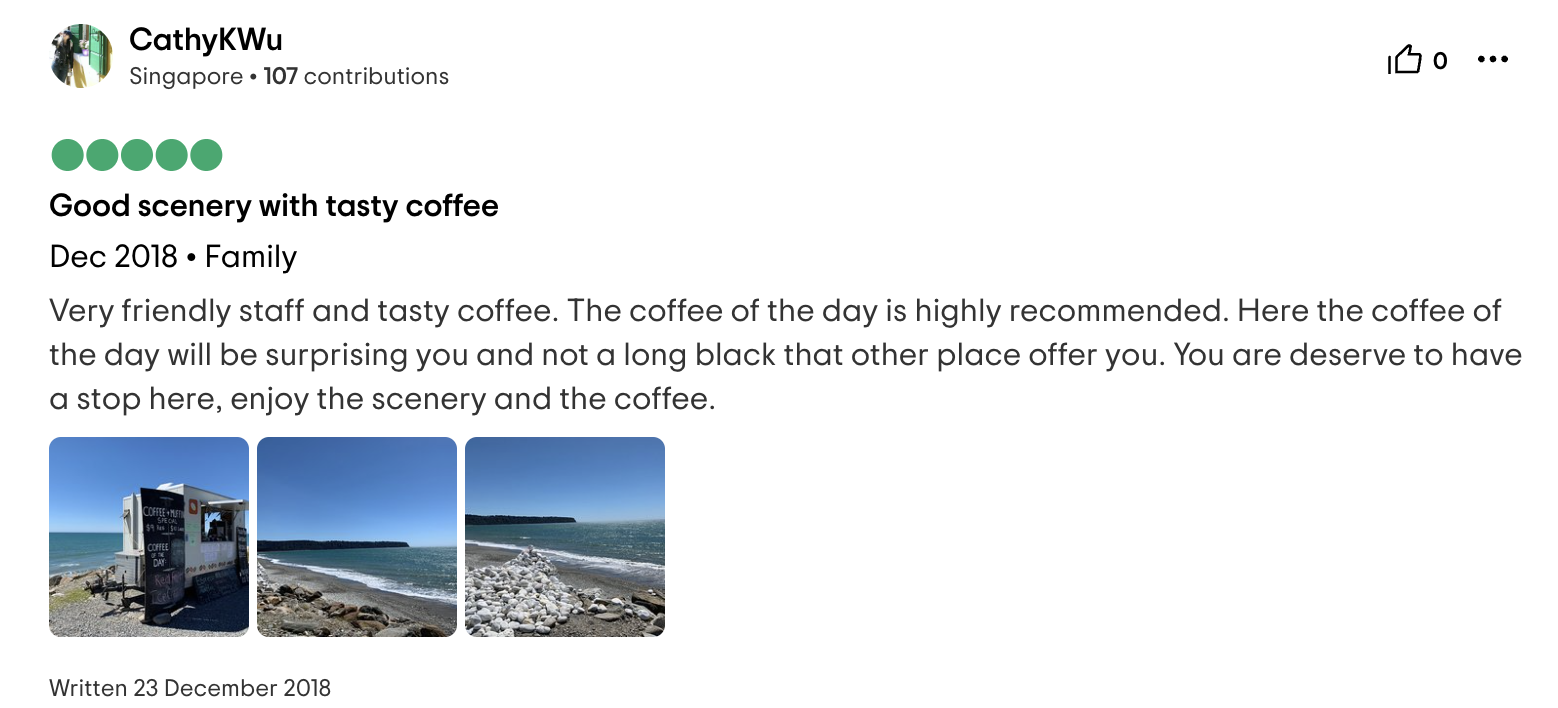 CathyKWu
Singapore • 107 contributions
0
Good scenery with tasty coffee
Dec 2018 • Family
Very friendly staff and tasty coffee. The coffee of the day is highly recommended. Here the coffee of
the day will be surprising you and not a long black that other place offer you. You are deserve to have
a stop here, enjoy the scenery and the coffee.
COFFEE + MUFFIN
SPECIAL
COFFEE
OF THE
DAY
Written 23 December 2018